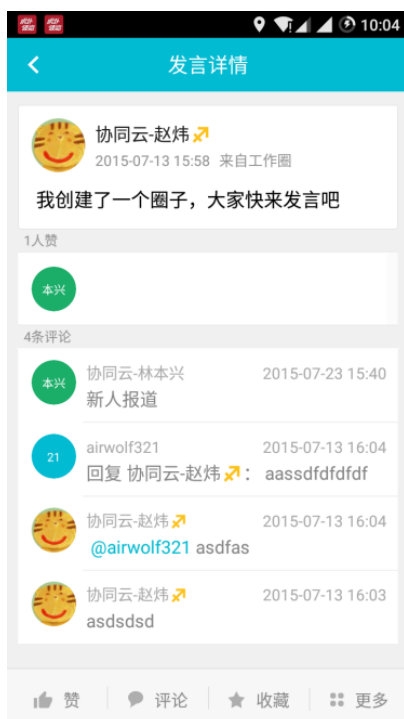 10:04
发言详情
协同云-赵炜♐
2015-07-13 15:58 来自工作圈
我创建了一个圈子，大家快来发言吧
1人赞
本兴
4条评论
本兴
协同云-林本兴 2015-07-23 15:40
新人报道
21
airwolf321 2015-07-13 16:04
回复 协同云-赵炜♐： aassdfdfdfdf
协同云-赵炜♐ 2015-07-13 16:04
@airwolf321 asdfas
协同云-赵炜♐ 2015-07-13 16:03
asdsdsd
赞 评论 收藏 更多